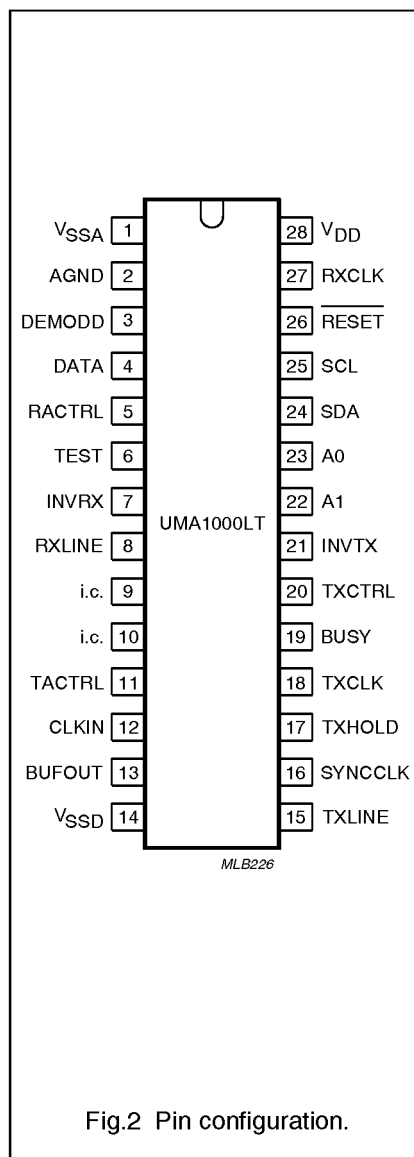 VSSA 1 28 VDD
AGND 2 27 RXCLK
DEMODD 3 26 RESET
DATA 4 25 SCL
RACTRL 5 24 SDA
TEST 6 23 A0
INVRX 7 22 A1
UMA1000LT
RXLINE 8 21 INVTX
i.c. 9 20 TXCTRL
i.c. 10 19 BUSY
TACTRL 11 18 TXCLK
CLKIN 12 17 TXHOLD
BUFOUT 13 16 SYNCCLK
VSSD 14 15 TXLINE
MLB226
Fig.2 Pin configuration.